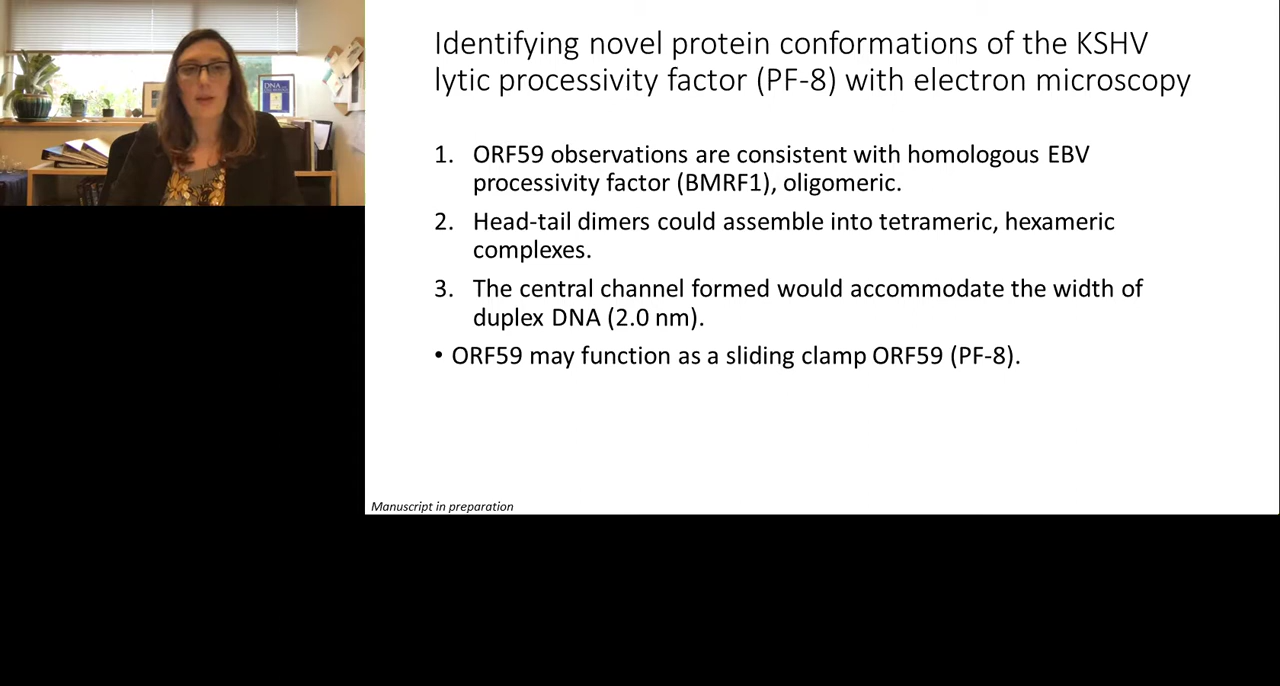 DNA
Identifying novel protein conformations of the KSHV
lytic processivity factor (PF-8) with electron microscopy
1. ORF59 observations are consistent with homologous EBV
processivity factor (BMRF1), oligomeric.
2. Head-tail dimers could assemble into tetrameric, hexameric
complexes.
3. The central channel formed would accommodate the width of
duplex DNA (2.0 nm).
• ORF59 may function as a sliding clamp ORF59 (PF-8).
Manuscript in preparation